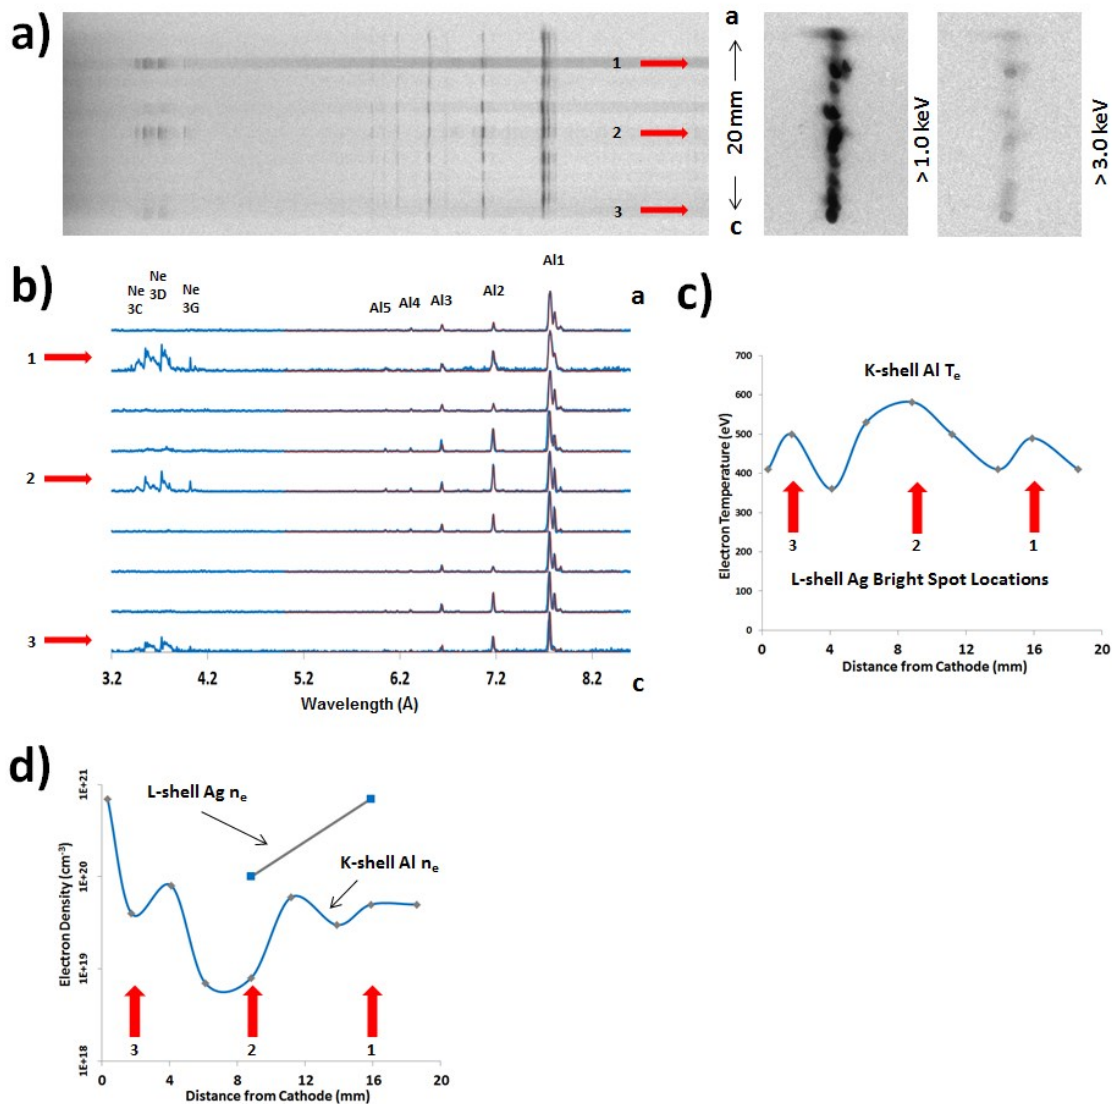 a)
1
2
3
a
20 mm
c
> 1.0 keV
> 3.0 keV
b)
Ne
3C
Ne
3D
Ne
3G
Al5
Al4
Al3
Al2
Al1
a
1
2
3
3.2 4.2 5.2 6.2 7.2 8.2
Wavelength (Å)
c
c)
K-shell Al Te
Electron Temperature (eV)
700
600
500
400
300
200
100
0
3 2 1
L-shell Ag Bright Spot Locations
0 4 8 12 16 20
Distance from Cathode (mm)
d)
Electron Density (cm-3)
1E+21
1E+20
1E+19
1E+18
L-shell Ag ne
K-shell Al ne
3 2 1
0 4 8 12 16 20
Distance from Cathode (mm)